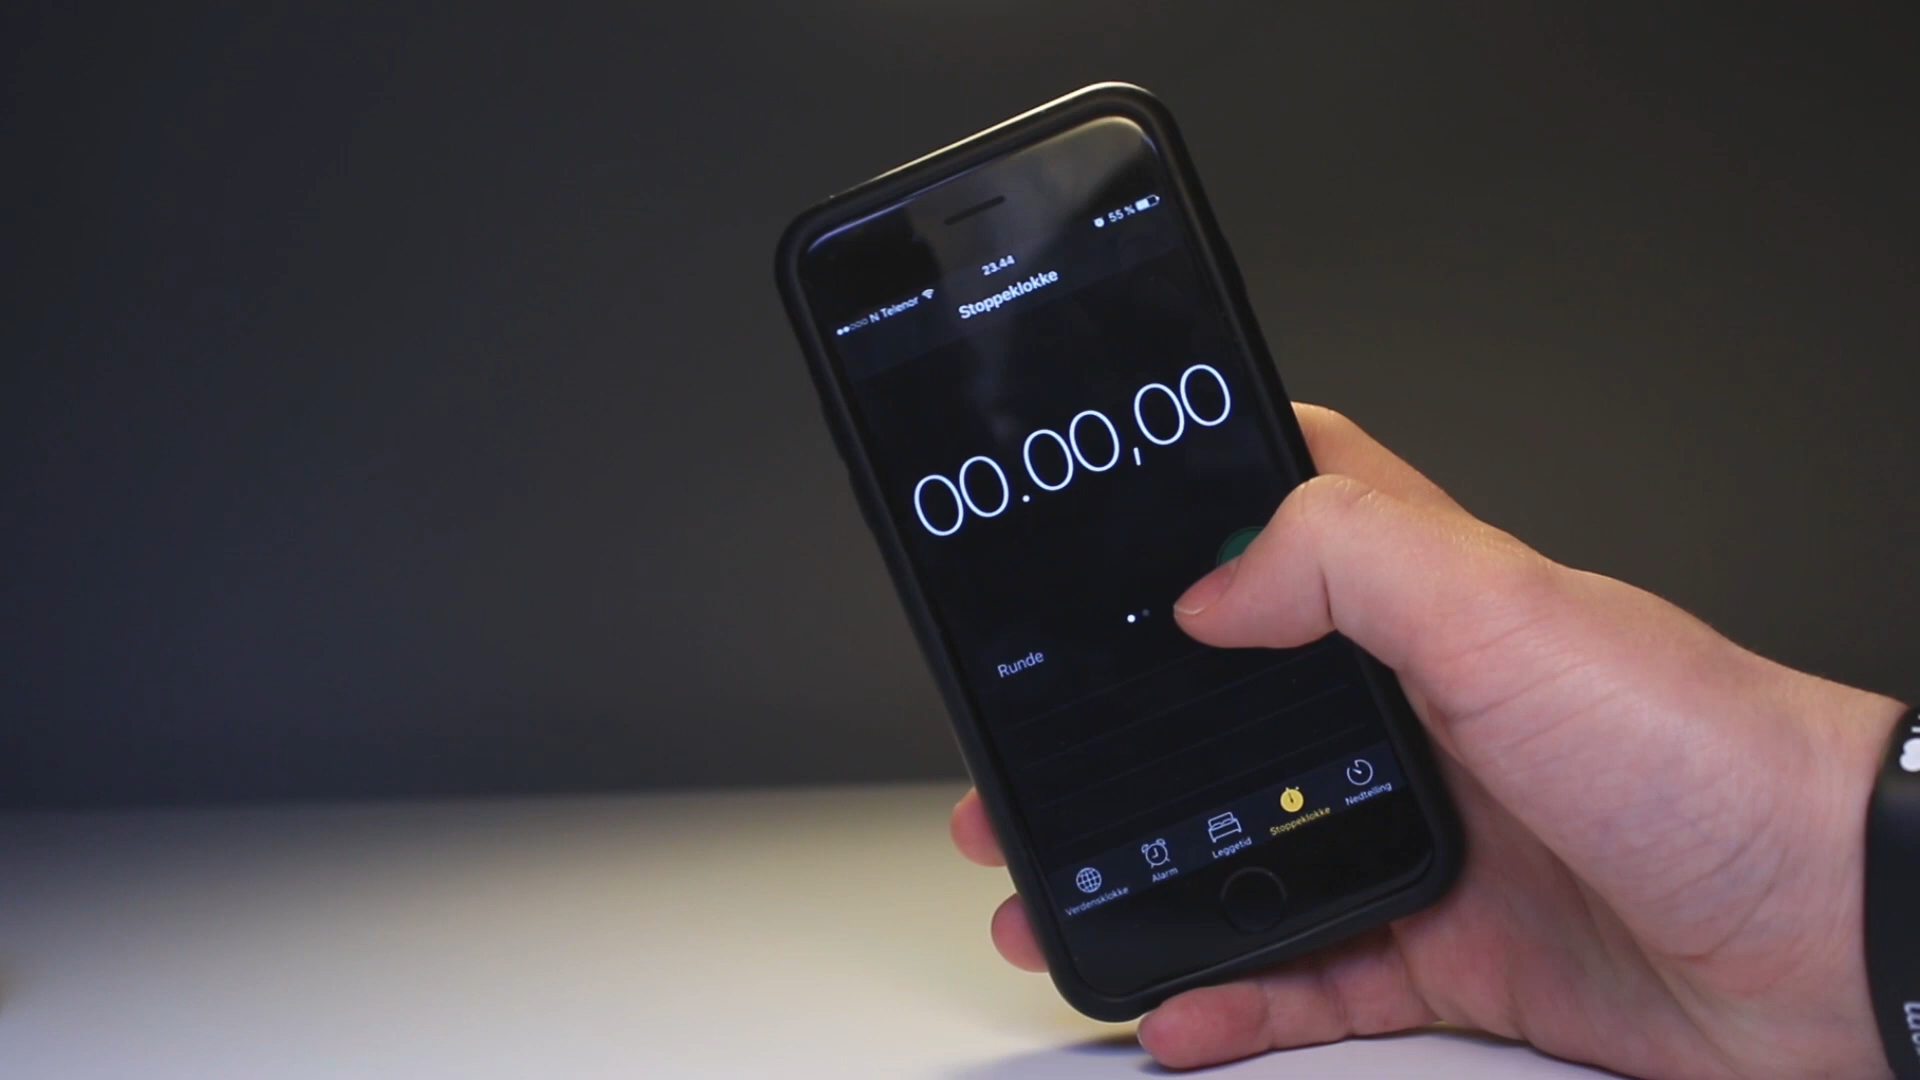 N Telenor
23.44
55 %
Stoppeklokke
00.00,00
Runde
Verdensklokke
Alarm
Leggetid
Stoppeklokke
Nedtelling